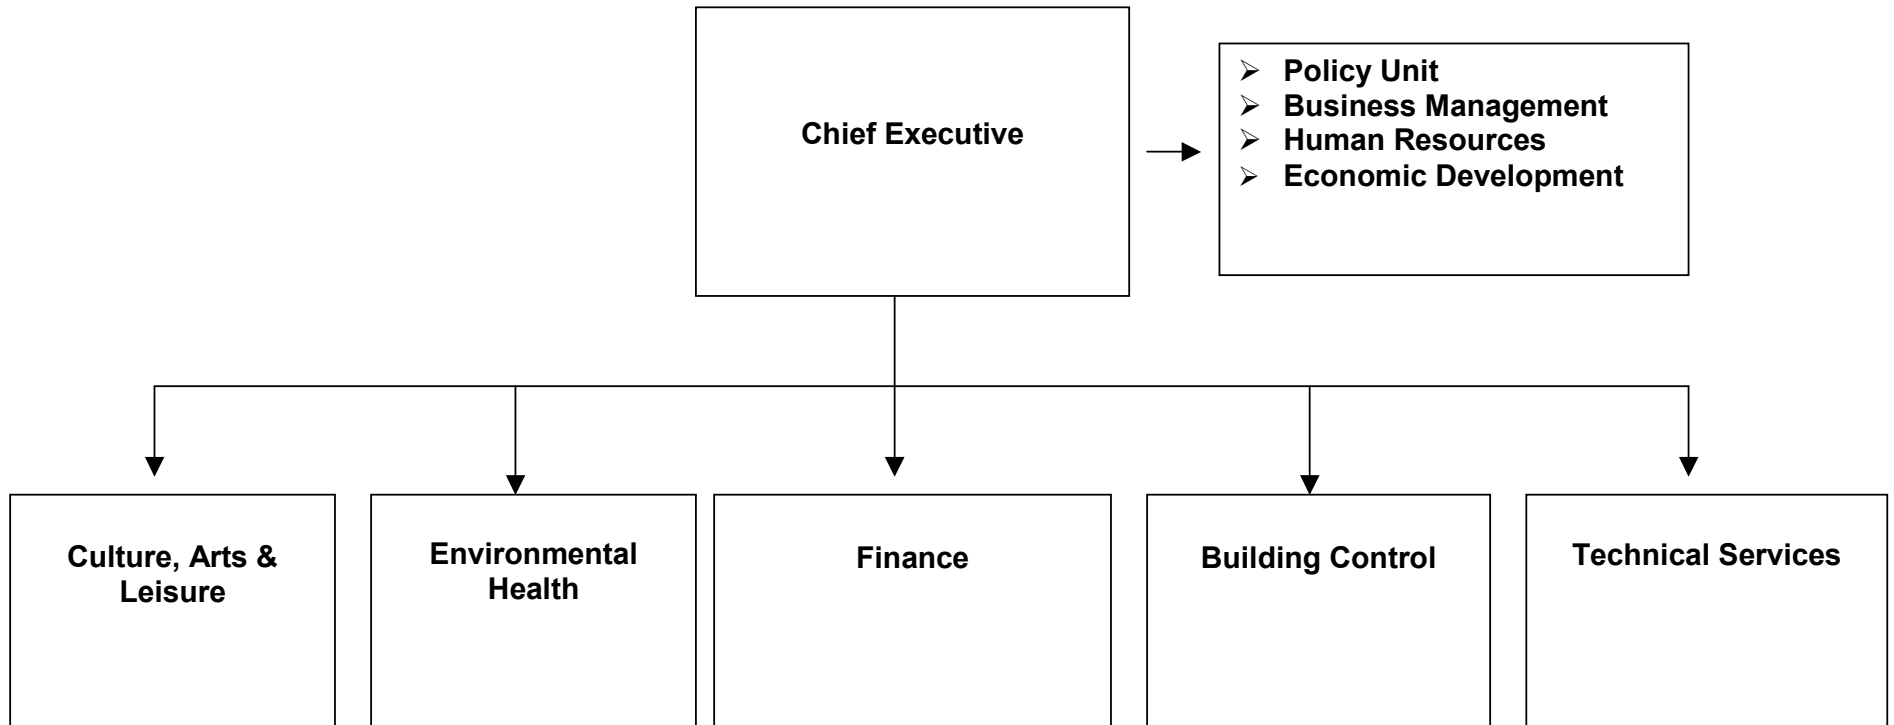 Chief Executive
➢ Policy Unit
➢ Business Management
➢ Human Resources
➢ Economic Development
Culture, Arts &
Leisure
Environmental
Health
Finance
Building Control
Technical Services